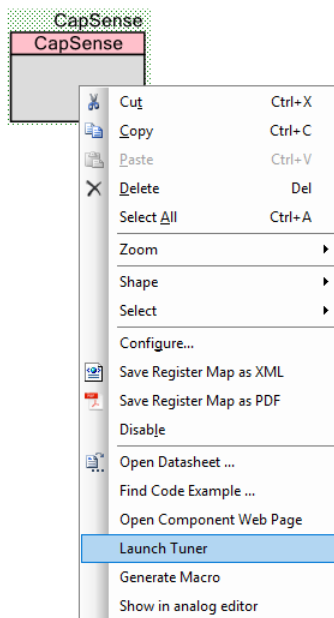 CapSense
CapSense
Cut Ctrl+X
Copy Ctrl+C
Paste Ctrl+V
Delete Del
Select All Ctrl+A
Zoom
Shape
Select
Configure...
Save Register Map as XML
Save Register Map as PDF
Disable
Open Datasheet ...
Find Code Example ...
Open Component Web Page
Launch Tuner
Generate Macro
Show in analog editor